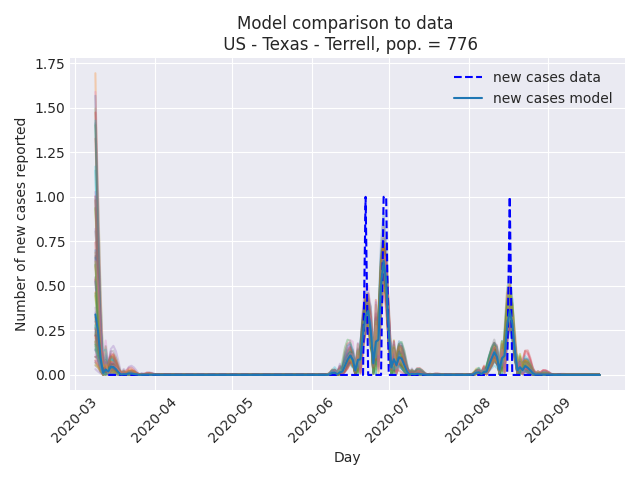 Model comparison to data
US - Texas - Terrell, pop. = 776
new cases data
new cases model
Number of new cases reported
1.75
1.50
1.25
1.00
0.75
0.50
0.25
0.00
2020-03
2020-04
2020-05
2020-06
2020-07
2020-08
2020-09
Day